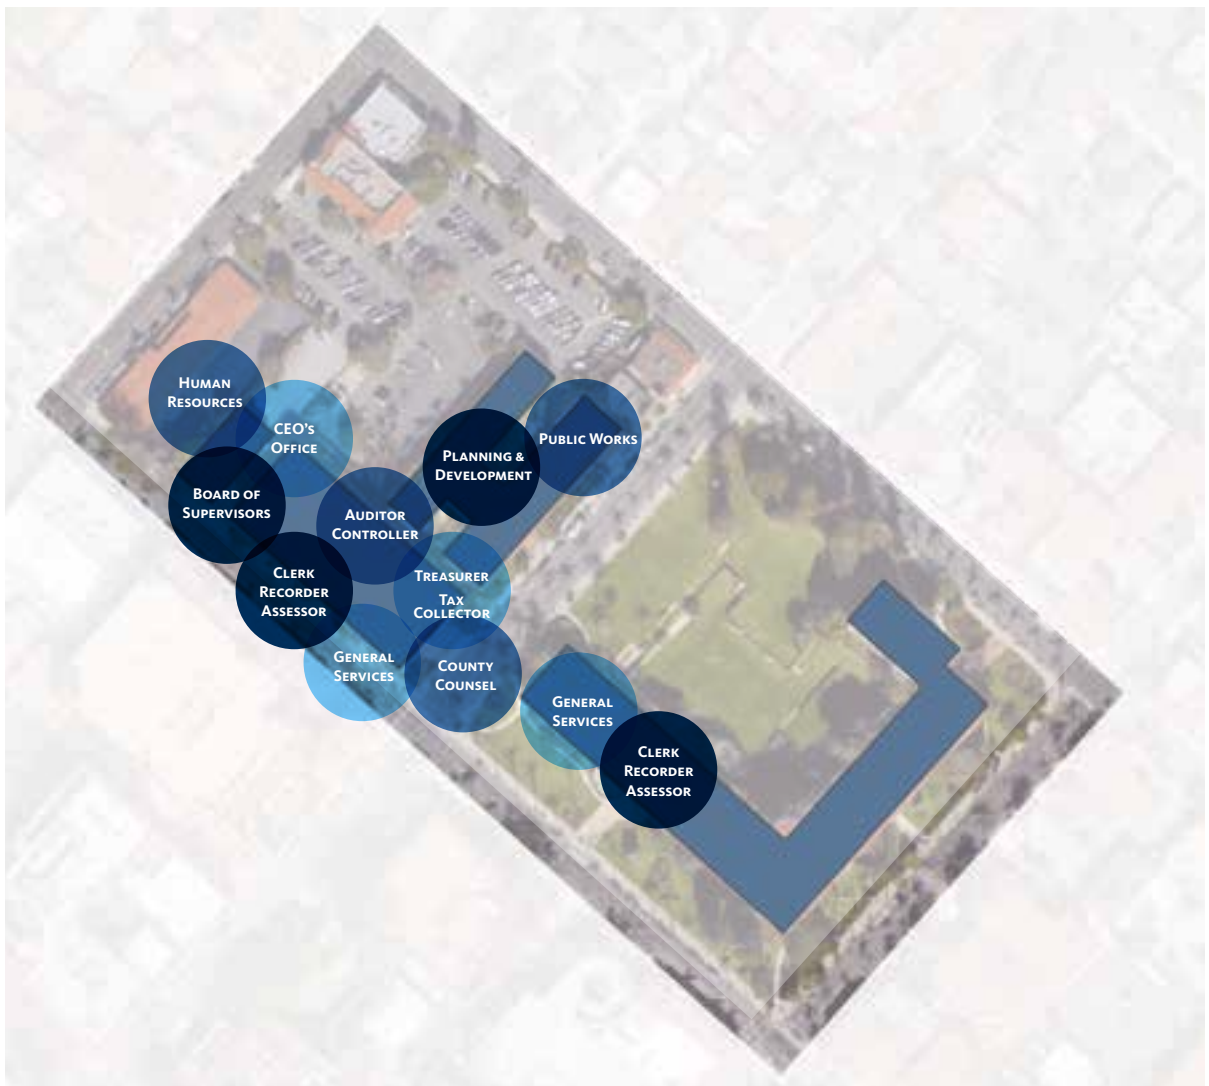 Human
Resources
CEO's
Office
Public Works
Planning &
Development
Board of
Supervisors
Auditor
Controller
Clerk
Recorder
Assessor
Treasurer
Tax
Collector
General
Services
County
Counsel
General
Services
Clerk
Recorder
Assessor